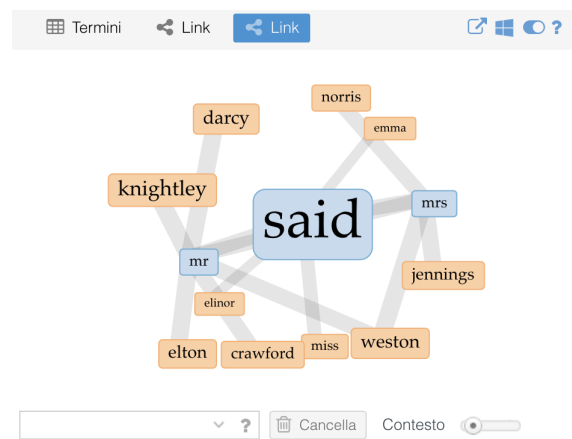 Termini Link Link ?
norris
darcy
emma
knightley
mrs
said
mr
jennings
elinor
miss
weston
elton
crawford
? Cancella Contesto